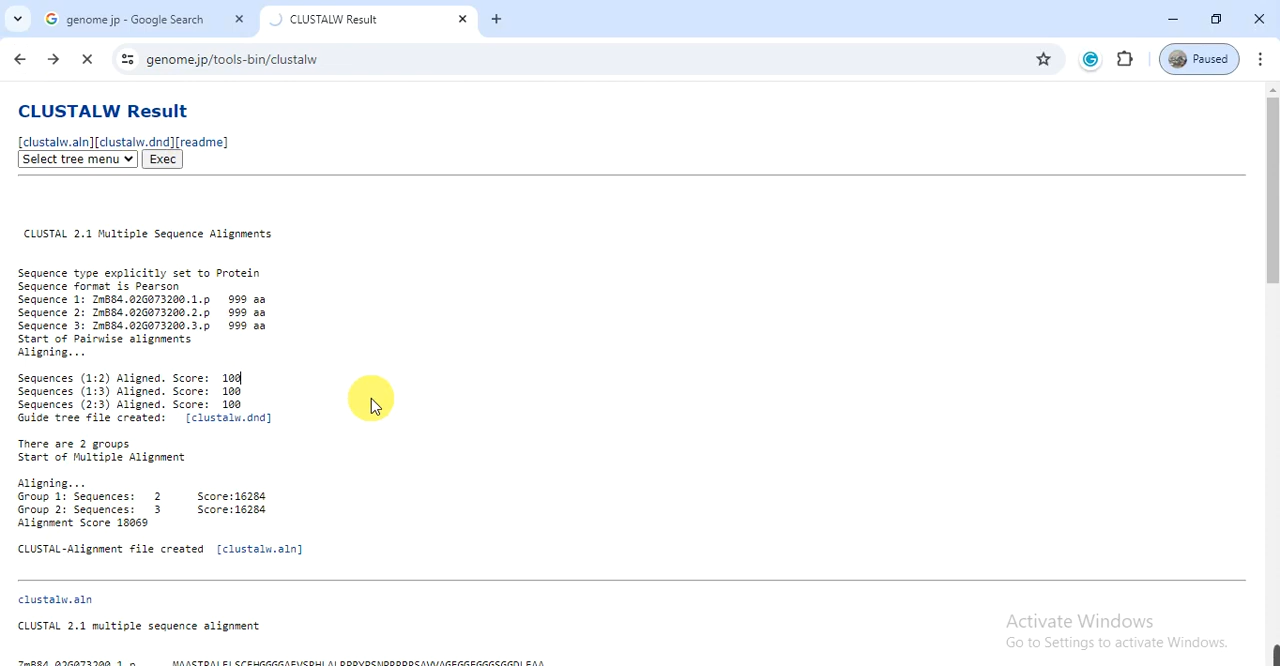 genome jp - Google Search
CLUSTALW Result
genome.jp/tools-bin/clustalw
Paused
CLUSTALW Result
[clustalw.aln][clustalw.dnd][readme]
Select tree menu Exec
CLUSTAL 2.1 Multiple Sequence Alignments
Sequence type explicitly set to Protein
Sequence format is Pearson
Sequence 1: ZmB84.02G073200.1.p 999 aa
Sequence 2: ZmB84.02G073200.2.p 999 aa
Sequence 3: ZmB84.02G073200.3.p 999 aa
Start of Pairwise alignments
Aligning...
Sequences (1:2) Aligned. Score: 100
Sequences (1:3) Aligned. Score: 100
Sequences (2:3) Aligned. Score: 100
Guide tree file created: [clustalw.dnd]
There are 2 groups
Start of Multiple Alignment
Aligning...
Group 1: Sequences: 2 Score:16284
Group 2: Sequences: 3 Score:16284
Alignment Score 18069
CLUSTAL-Alignment file created [clustalw.aln]
clustalw.aln
CLUSTAL 2.1 multiple sequence alignment
Activate Windows
Go to Settings to activate Windows.
ZmB84.02G073200.1.p